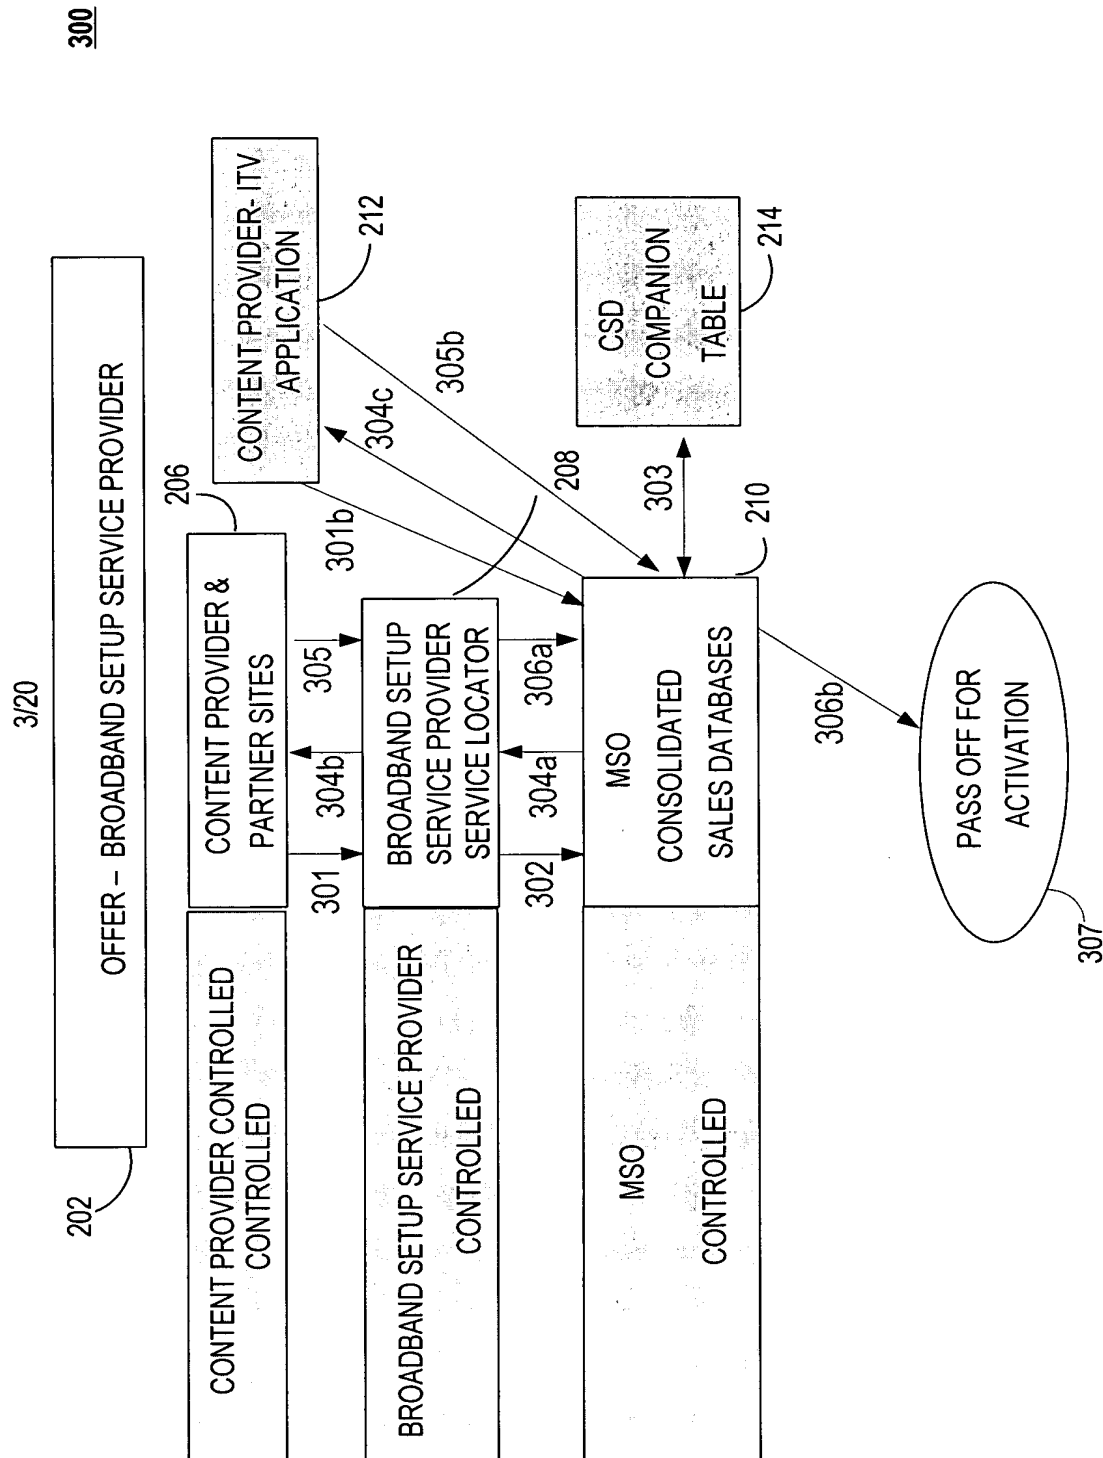 300
3/20
OFFER – BROADBAND SETUP SERVICE PROVIDER
202
CONTENT PROVIDER CONTROLLED
CONTROLLED
CONTENT PROVIDER &
PARTNER SITES
206
CONTENT PROVIDER- ITV
APPLICATION
212
301
304b
305
301b
304c
305b
BROADBAND SETUP SERVICE PROVIDER
CONTROLLED
BROADBAND SETUP
SERVICE PROVIDER
SERVICE LOCATOR
208
302
304a
306a
MSO
CONTROLLED
MSO
CONSOLIDATED
SALES DATABASES
210
303
CSD
COMPANION
TABLE
214
306b
PASS OFF FOR
ACTIVATION
307